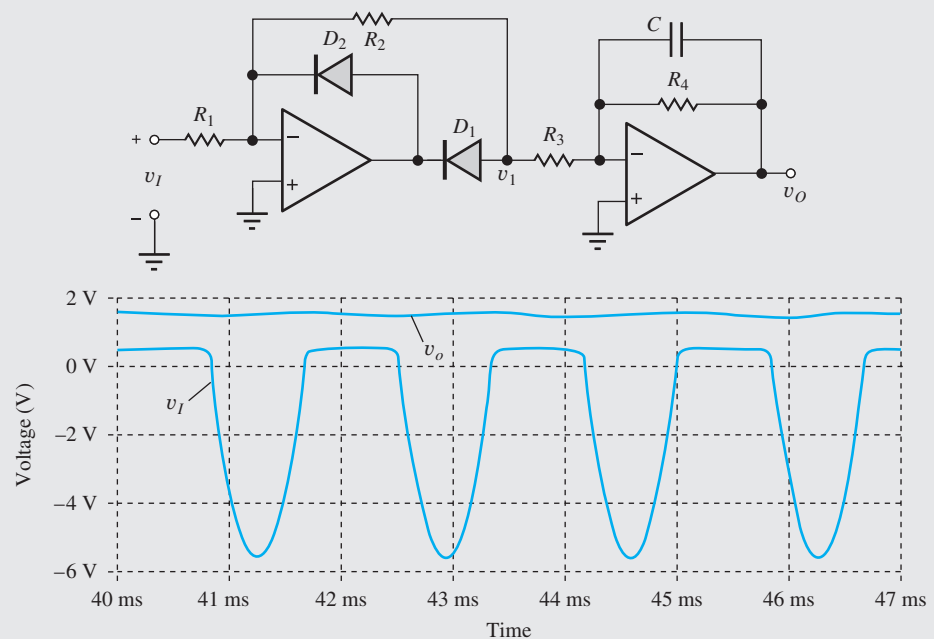 D2
R2
C
R4
R1
D1
R3
+
−
+
−
+
−
+
vI
v1
vO
2 V
0 V
−2 V
−4 V
−6 V
Voltage (V)
vo
vI
40 ms 41 ms 42 ms 43 ms 44 ms 45 ms 46 ms 47 ms
Time